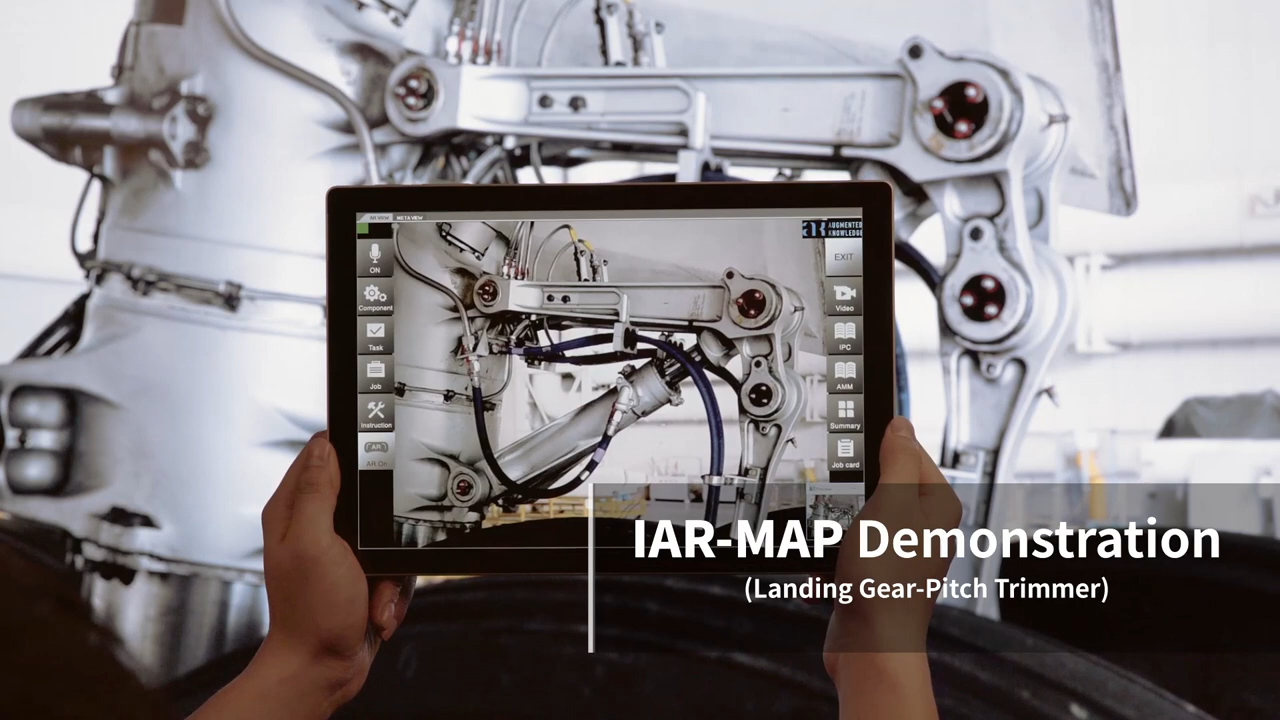 AR VIEW META VIEW
AUGMENTED
KNOWLEDGE
ON
Component
Task
Job
Instruction
AR On
EXIT
Video
IPC
AMM
Summary
Job card
IAR-MAP Demonstration
(Landing Gear-Pitch Trimmer)